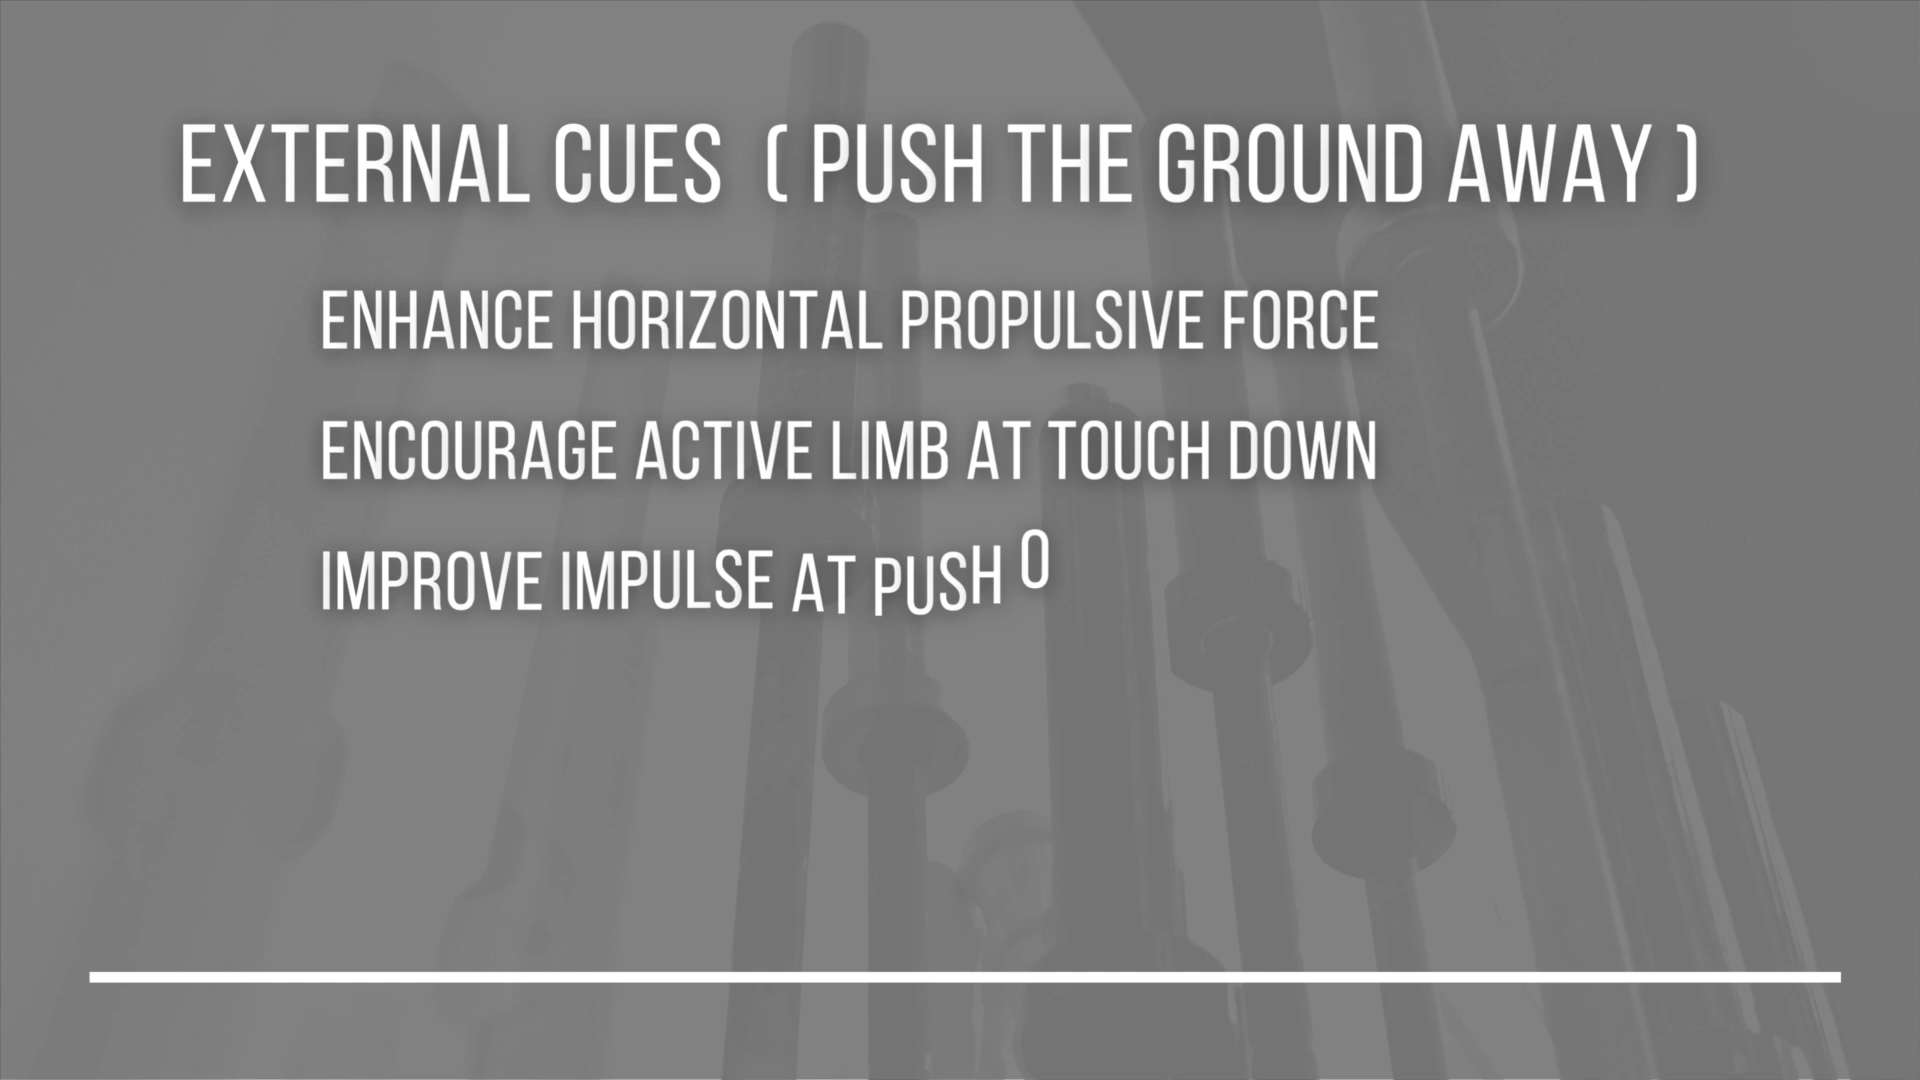 EXTERNAL CUES ( PUSH THE GROUND AWAY )
ENHANCE HORIZONTAL PROPULSIVE FORCE
ENCOURAGE ACTIVE LIMB AT TOUCH DOWN
IMPROVE IMPULSE AT PUSH O